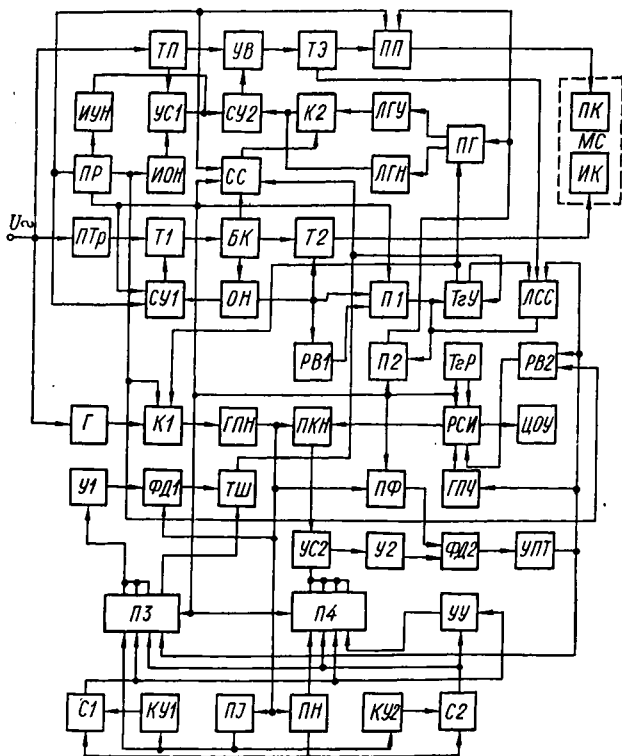 ТП УВ ТЭ ПП
ИУН УС1 СУ2 К2 ЛГУ ПК
МС
ПР ИОН СС ЛГН ПГ ИК
U~
ПТр Т1 БК Т2
СУ1 ОН П1 ТгУ ЛСС
РВ1 П2 ТгР РВ2
Г К1 ГПН ПКН РСИ ЦОУ
У1 ФД1 ТШ ПФ ГПЧ
УС2 У2 ФД2 УПТ
П3 П4 УУ
С1 КУ1 ПJ ПН КУ2 С2